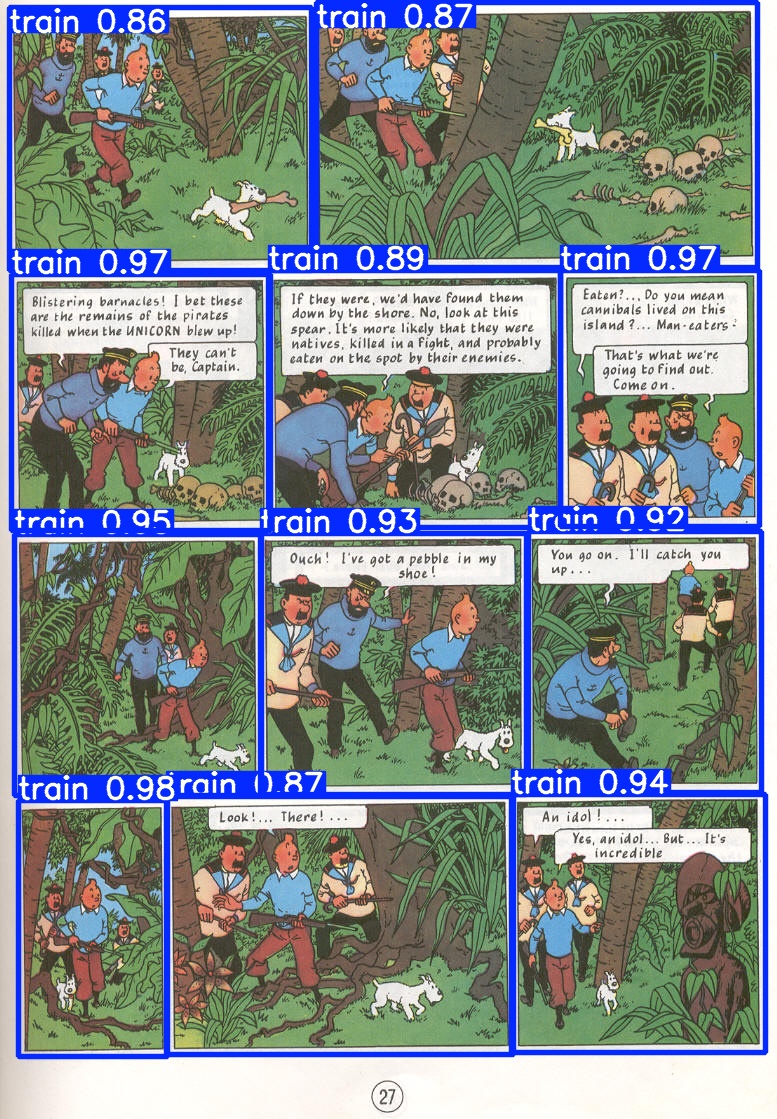 train 0.86
train 0.87
train 0.97
Blistering barnacles! I bet these
are the remains of the pirates
killed when the UNICORN blew up!
They can't
be, Captain.
train 0.89
If they were, we'd have found them
down by the shore. No, look at this
spear. It's more likely that they were
natives, killed in a fight, and probably
eaten on the spot by their enemies.
train 0.97
Eaten?... Do you mean
cannibals lived on this
island?... Man-eaters?
That's what we're
going to find out.
Come on.
train 0.95
train 0.93
Ouch! I've got a pebble in my
shoe!
train 0.92
You go on. I'll catch you
up...
train 0.98
train 0.87
Look!... There!...
train 0.94
An idol!...
Yes, an idol... But... It's
incredible
27